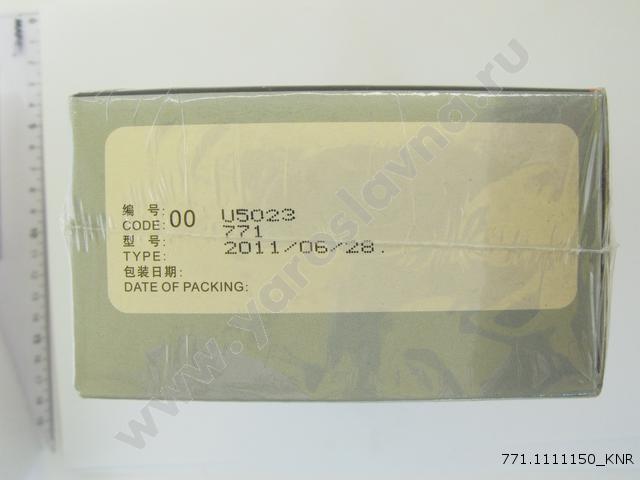 编 号:
CODE: 00 U5023
型 号: 771
TYPE: 2011/06/28.
包装日期:
DATE OF PACKING:
www.yaroslavna.ru
771.1111150_KNR